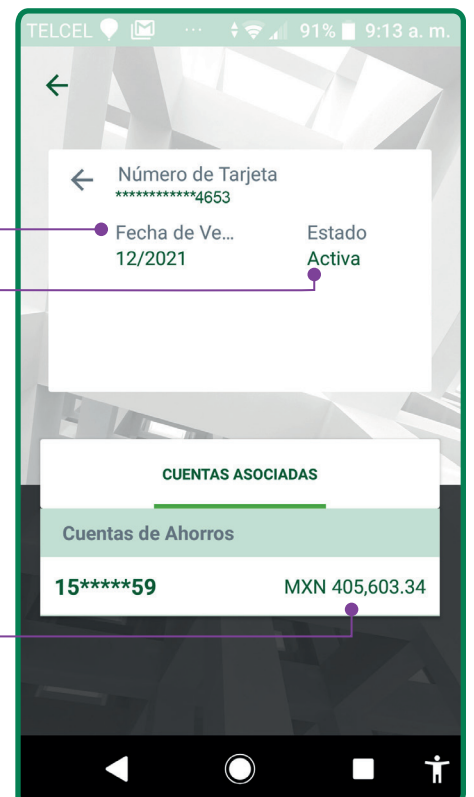 TELCEL ... 91% 9:13 a. m.
Número de Tarjeta
************4653
Fecha de Ve... Estado
12/2021 Activa
CUENTAS ASOCIADAS
Cuentas de Ahorros
15*****59 MXN 405,603.34